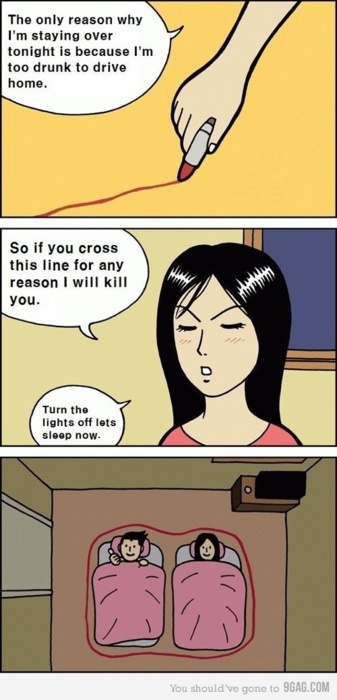 The only reason why
I'm staying over
tonight is because I'm
too drunk to drive
home.
So if you cross
this line for any
reason I will kill
you.
Turn the
lights off lets
sleep now.
You should've gone to 9GAG.COM